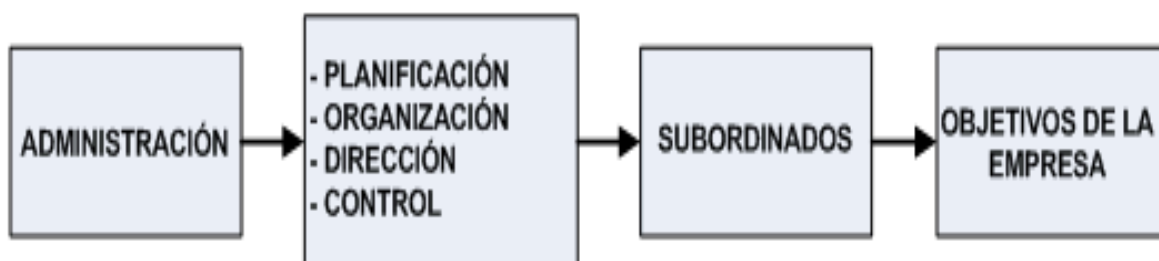 ADMINISTRACIÓN
- PLANIFICACIÓN
- ORGANIZACIÓN
- DIRECCIÓN
- CONTROL
SUBORDINADOS
OBJETIVOS DE LA
EMPRESA